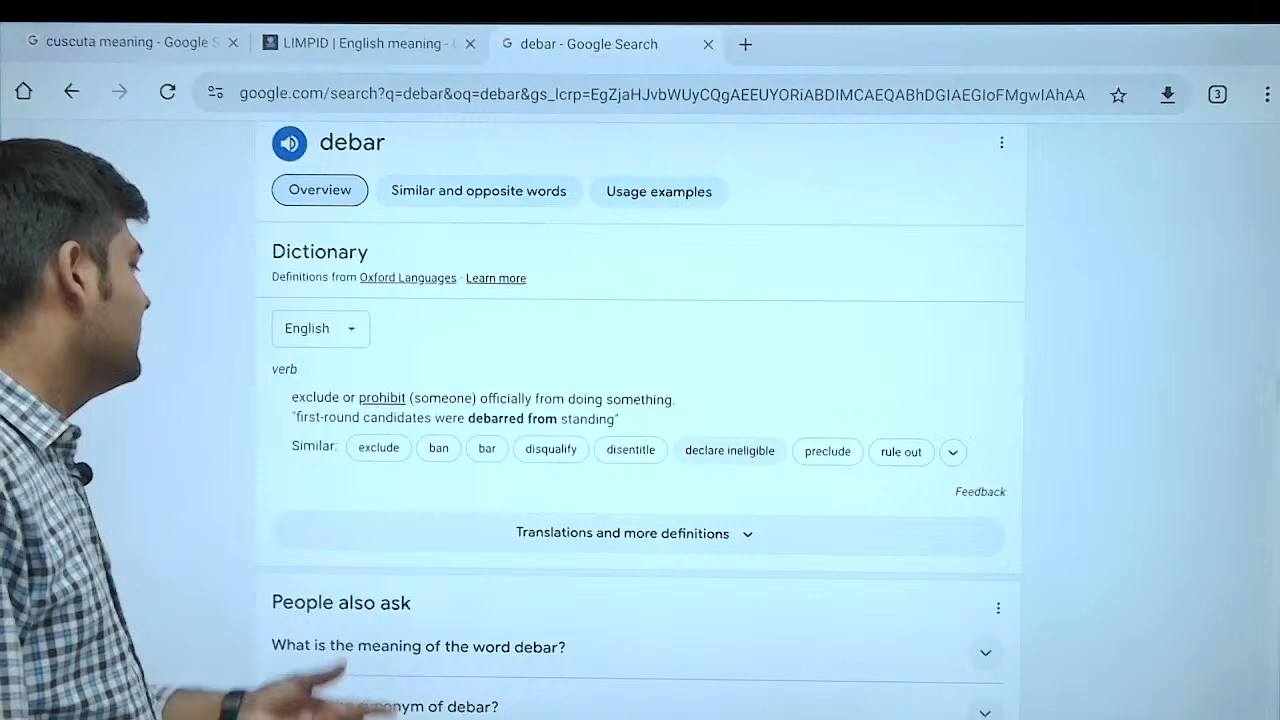 cuscuta meaning - Google S
LIMPID | English meaning -
debar - Google Search
google.com/search?q=debar&oq=debar&gs_lcrp=EgZjaHJvbWUyCQgAEEUYORiABDIMCAEQABhDGIAEGIoFMgwIAhAA
3
debar
Overview
Similar and opposite words
Usage examples
Dictionary
Definitions from Oxford Languages · Learn more
English
verb
exclude or prohibit (someone) officially from doing something.
"first-round candidates were debarred from standing"
Similar: exclude ban bar disqualify disentitle declare ineligible preclude rule out
Feedback
Translations and more definitions
People also ask
What is the meaning of the word debar?
synonym of debar?